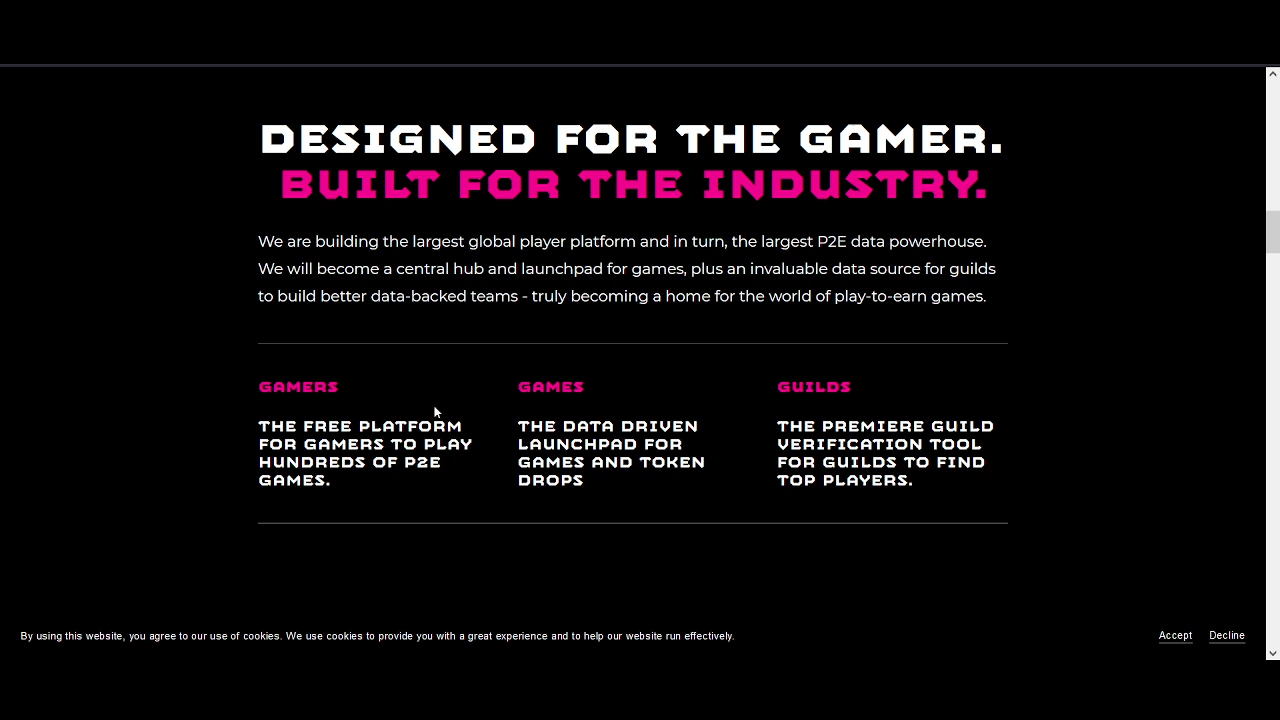 DESIGNED FOR THE GAMER.
BUILT FOR THE INDUSTRY.
We are building the largest global player platform and in turn, the largest P2E data powerhouse.
We will become a central hub and launchpad for games, plus an invaluable data source for guilds
to build better data-backed teams - truly becoming a home for the world of play-to-earn games.
GAMERS
THE FREE PLATFORM
FOR GAMERS TO PLAY
HUNDREDS OF P2E
GAMES.
GAMES
THE DATA DRIVEN
LAUNCHPAD FOR
GAMES AND TOKEN
DROPS
GUILDS
THE PREMIERE GUILD
VERIFICATION TOOL
FOR GUILDS TO FIND
TOP PLAYERS.
By using this website, you agree to our use of cookies. We use cookies to provide you with a great experience and to help our website run effectively.
Accept
Decline